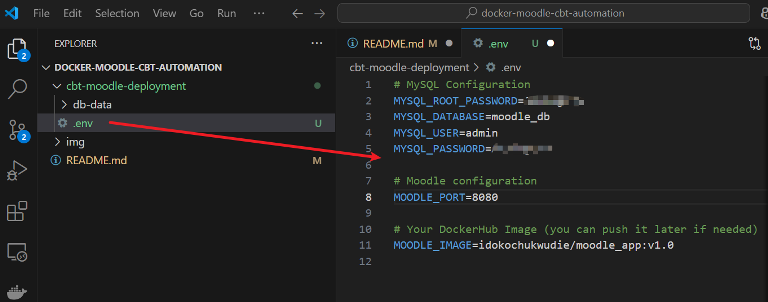 File Edit Selection View Go Run ··· docker-moodle-cbt-automation
EXPLORER ···
README.md M
.env U
DOCKER-MOODLE-CBT-AUTOMATION
cbt-moodle-deployment
db-data
.env U
img
README.md M
2
2
cbt-moodle-deployment > .env
1 # MySQL Configuration
2 MYSQL_ROOT_PASSWORD=
3 MYSQL_DATABASE=moodle_db
4 MYSQL_USER=admin
5 MYSQL_PASSWORD=
6
7 # Moodle configuration
8 MOODLE_PORT=8080
9
10 # Your DockerHub Image (you can push it later if needed)
11 MOODLE_IMAGE=idokochukwudie/moodle_app:v1.0
12